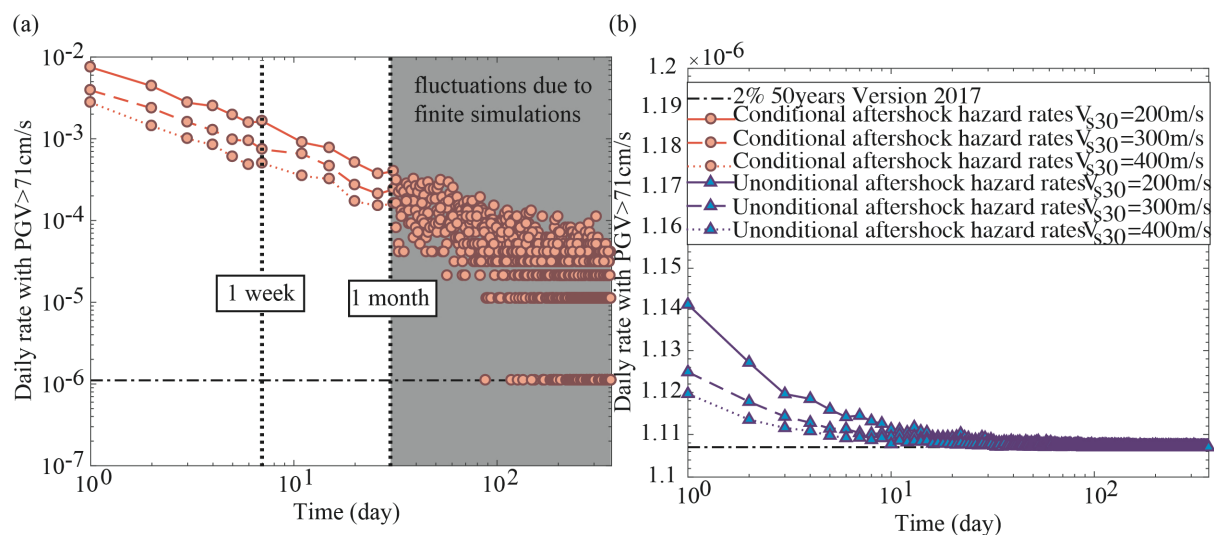 (a)
10^-2
10^-3
10^-4
10^-5
10^-6
10^-7
Daily rate with PGV>71cm/s
fluctuations due to
finite simulations
1 week
1 month
10^0
10^1
10^2
Time (day)
(b)
×10^-6
1.2
1.19
1.18
1.17
1.16
1.15
1.14
1.13
1.12
1.11
1.1
Daily rate with PGV>71cm/s
2% 50years Version 2017
Conditional aftershock hazard rates V_S30=200m/s
Conditional aftershock hazard rates V_S30=300m/s
Conditional aftershock hazard rates V_S30=400m/s
Unonditional aftershock hazard rates V_S30=200m/s
Unonditional aftershock hazard rates V_S30=300m/s
Unonditional aftershock hazard rates V_S30=400m/s
10^0
10^1
10^2
Time (day)